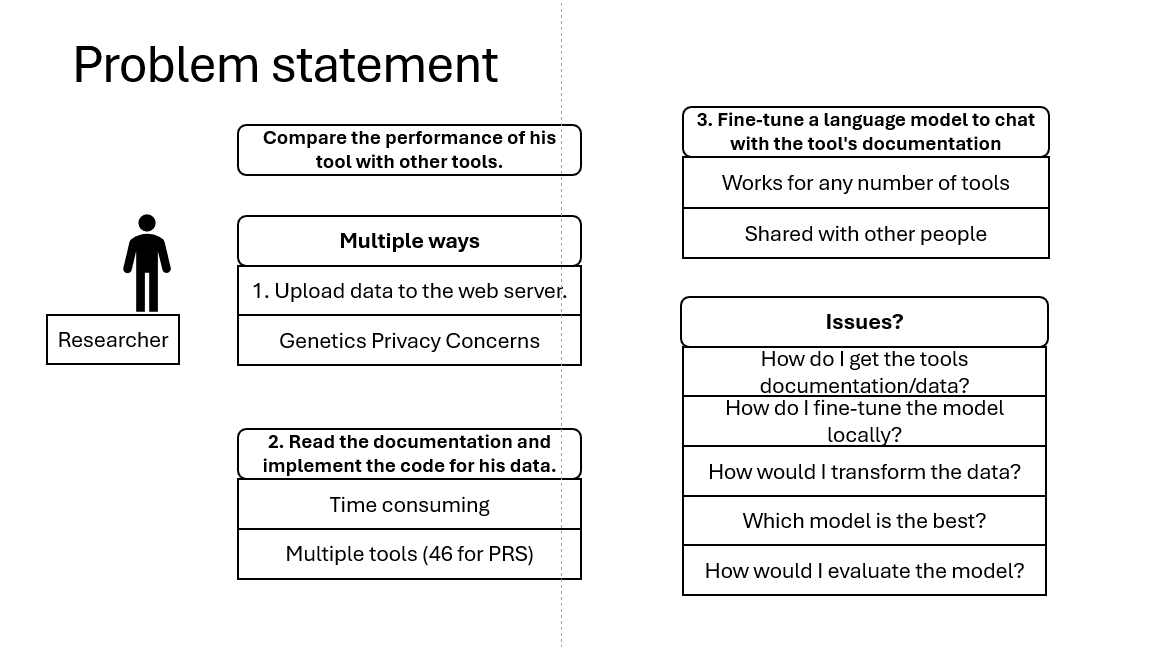 Problem statement
Compare the performance of his
tool with other tools.
Researcher
Multiple ways
1. Upload data to the web server.
Genetics Privacy Concerns
2. Read the documentation and
implement the code for his data.
Time consuming
Multiple tools (46 for PRS)
3. Fine-tune a language model to chat
with the tool's documentation
Works for any number of tools
Shared with other people
Issues?
How do I get the tools
documentation/data?
How do I fine-tune the model
locally?
How would I transform the data?
Which model is the best?
How would I evaluate the model?